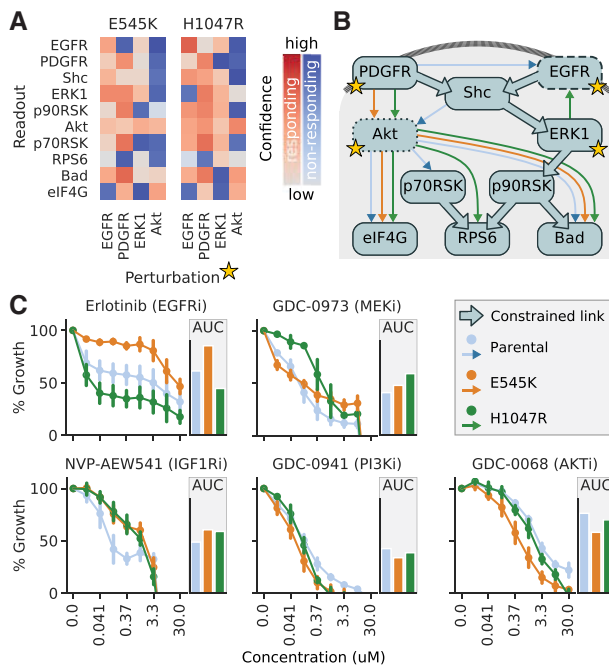 A
E545K H1047R
Readout
EGFR
PDGFR
Shc
ERK1
p90RSK
Akt
p70RSK
RPS6
Bad
eIF4G
EGFR
PDGFR
ERK1
Akt
EGFR
PDGFR
ERK1
Akt
Perturbation
high
Confidence
responding
non-responding
low
B
PDGFR
EGFR
Shc
Akt
ERK1
p70RSK
p90RSK
eIF4G
RPS6
Bad
C
Erlotinib (EGFRi)
AUC
% Growth
100
50
0
GDC-0973 (MEKi)
AUC
Constrained link
Parental
E545K
H1047R
NVP-AEW541 (IGF1Ri)
AUC
% Growth
100
50
0
0.0
0.041
0.37
3.3
30.0
GDC-0941 (PI3Ki)
AUC
0.0
0.041
0.37
3.3
30.0
GDC-0068 (AKTi)
AUC
0.0
0.041
0.37
3.3
30.0
Concentration (uM)